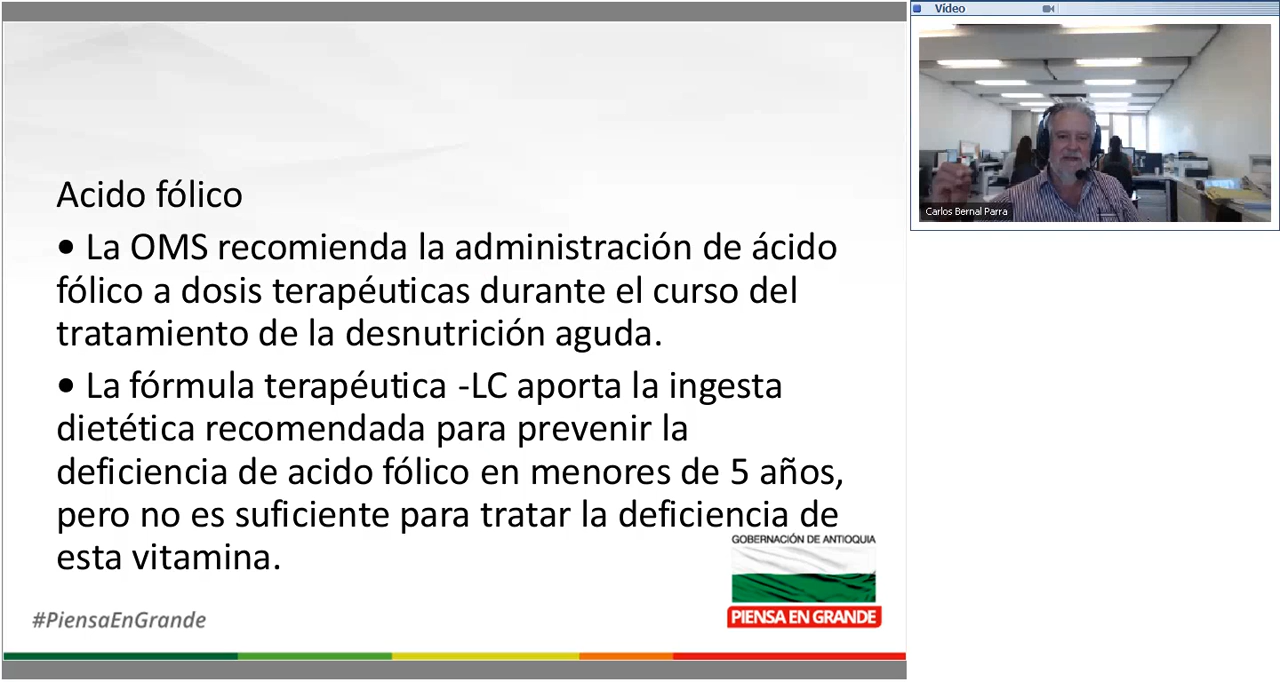 Vídeo
Carlos Bernal Parra
Acido fólico
• La OMS recomienda la administración de ácido
fólico a dosis terapéuticas durante el curso del
tratamiento de la desnutrición aguda.
• La fórmula terapéutica -LC aporta la ingesta
dietética recomendada para prevenir la
deficiencia de acido fólico en menores de 5 años,
pero no es suficiente para tratar la deficiencia de
esta vitamina.
GOBERNACIÓN DE ANTIOQUIA
PIENSA EN GRANDE
#PiensaEnGrande